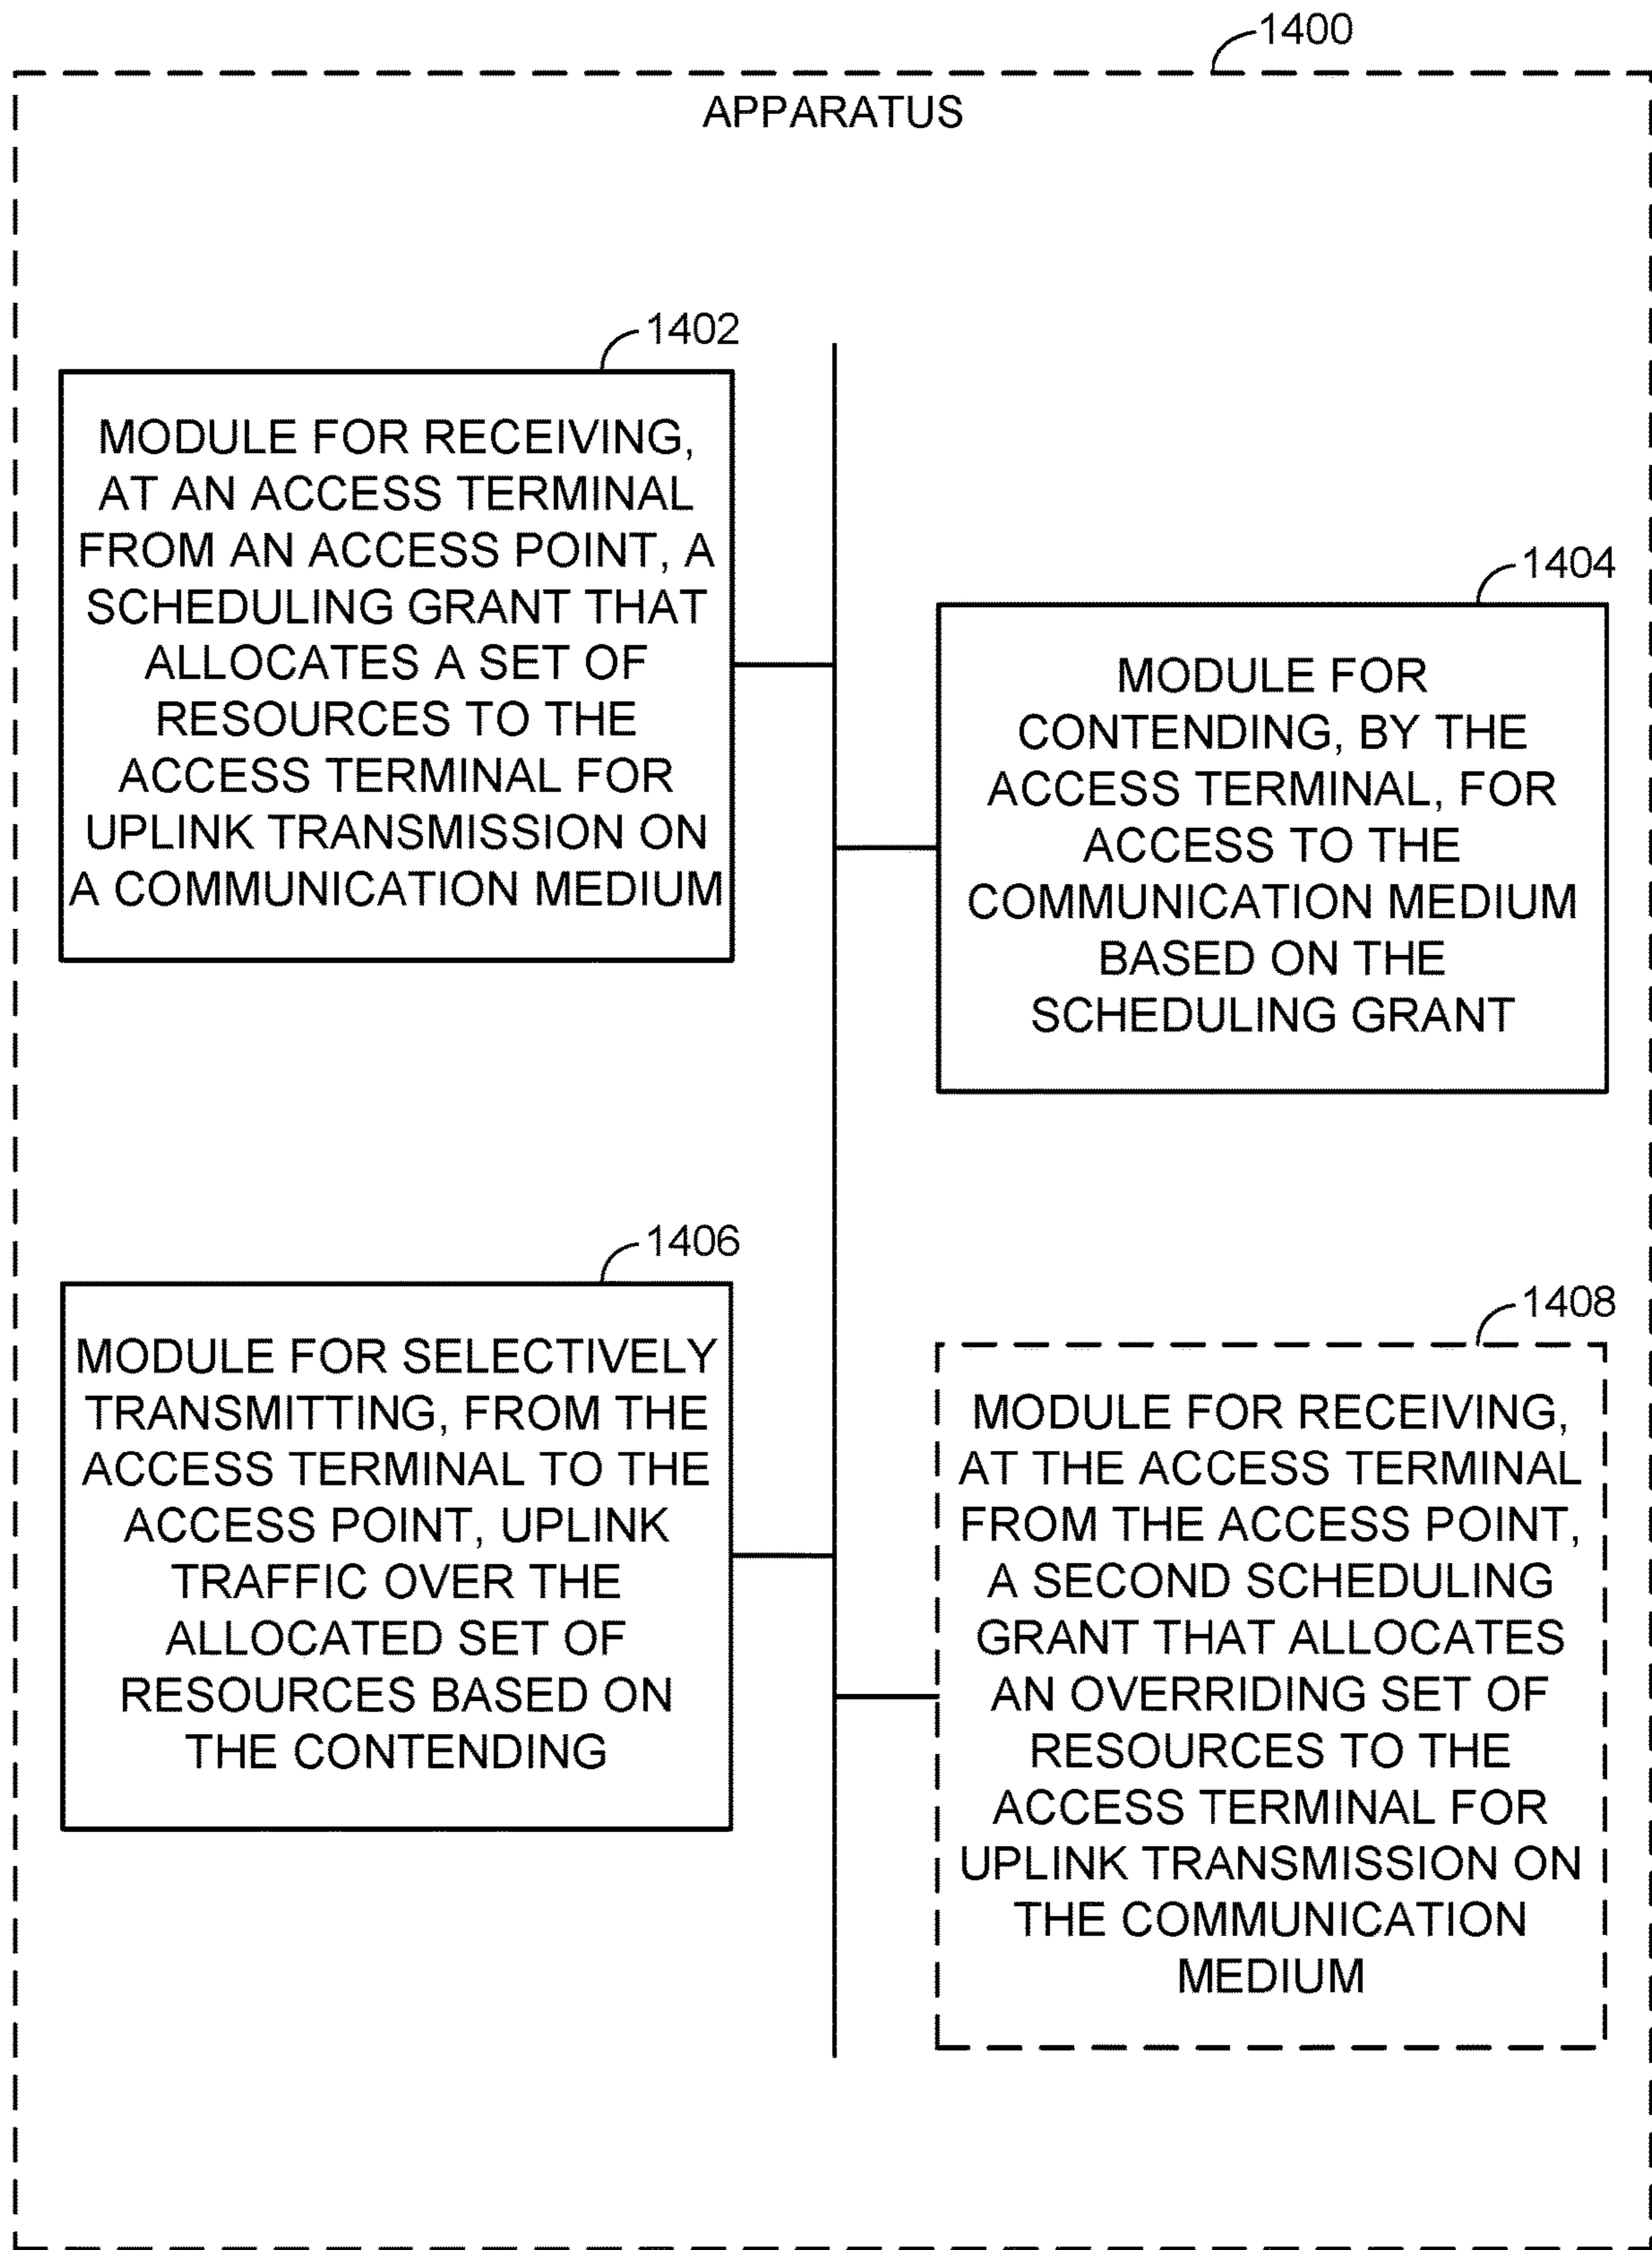 1400
APPARATUS
1402
MODULE FOR RECEIVING,
AT AN ACCESS TERMINAL
FROM AN ACCESS POINT, A
SCHEDULING GRANT THAT
ALLOCATES A SET OF
RESOURCES TO THE
ACCESS TERMINAL FOR
UPLINK TRANSMISSION ON
A COMMUNICATION MEDIUM
1404
MODULE FOR
CONTENDING, BY THE
ACCESS TERMINAL, FOR
ACCESS TO THE
COMMUNICATION MEDIUM
BASED ON THE
SCHEDULING GRANT
1406
MODULE FOR SELECTIVELY
TRANSMITTING, FROM THE
ACCESS TERMINAL TO THE
ACCESS POINT, UPLINK
TRAFFIC OVER THE
ALLOCATED SET OF
RESOURCES BASED ON
THE CONTENDING
1408
MODULE FOR RECEIVING,
AT THE ACCESS TERMINAL
FROM THE ACCESS POINT,
A SECOND SCHEDULING
GRANT THAT ALLOCATES
AN OVERRIDING SET OF
RESOURCES TO THE
ACCESS TERMINAL FOR
UPLINK TRANSMISSION ON
THE COMMUNICATION
MEDIUM